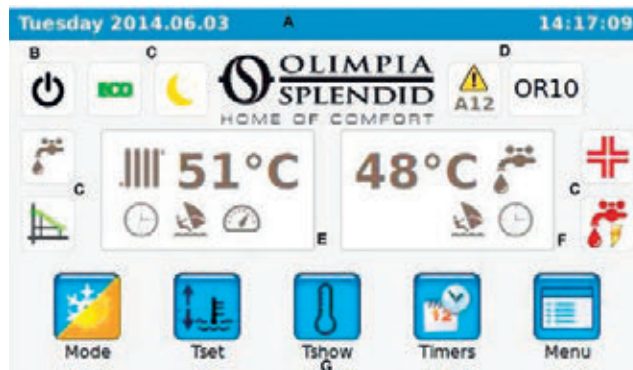 Tuesday 2014.06.03 A 14:17:09
B C D
ECO OLIMPIA SPLENDID A12 OR10
HOME OF COMFORT
C 51°C 48°C C
E F
12
Mode Tset Tshow Timers Menu
G